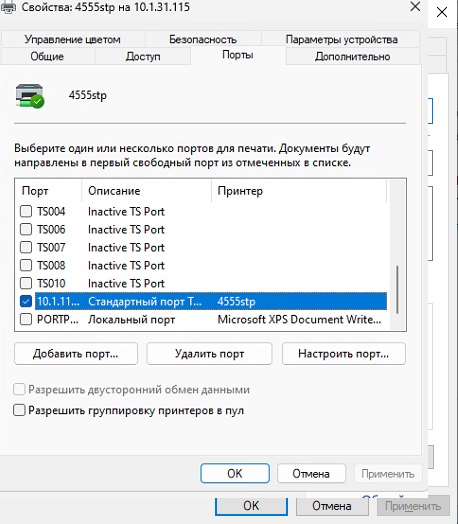 Свойства: 4555stp на 10.1.31.115
Управление цветом Безопасность Параметры устройства
Общие Доступ Порты Дополнительно
4555stp
Выберите один или несколько портов для печати. Документы будут
направлены в первый свободный порт из отмеченных в списке.
Порт Описание Принтер
TS004 Inactive TS Port
TS006 Inactive TS Port
TS007 Inactive TS Port
TS008 Inactive TS Port
TS010 Inactive TS Port
10.1.11... Стандартный порт T... 4555stp
PORTP... Локальный порт Microsoft XPS Document Write...
Добавить порт... Удалить порт Настроить порт...
Разрешить двусторонний обмен данными
Разрешить группировку принтеров в пул
OK Отмена Применить
OK Отмена Применить